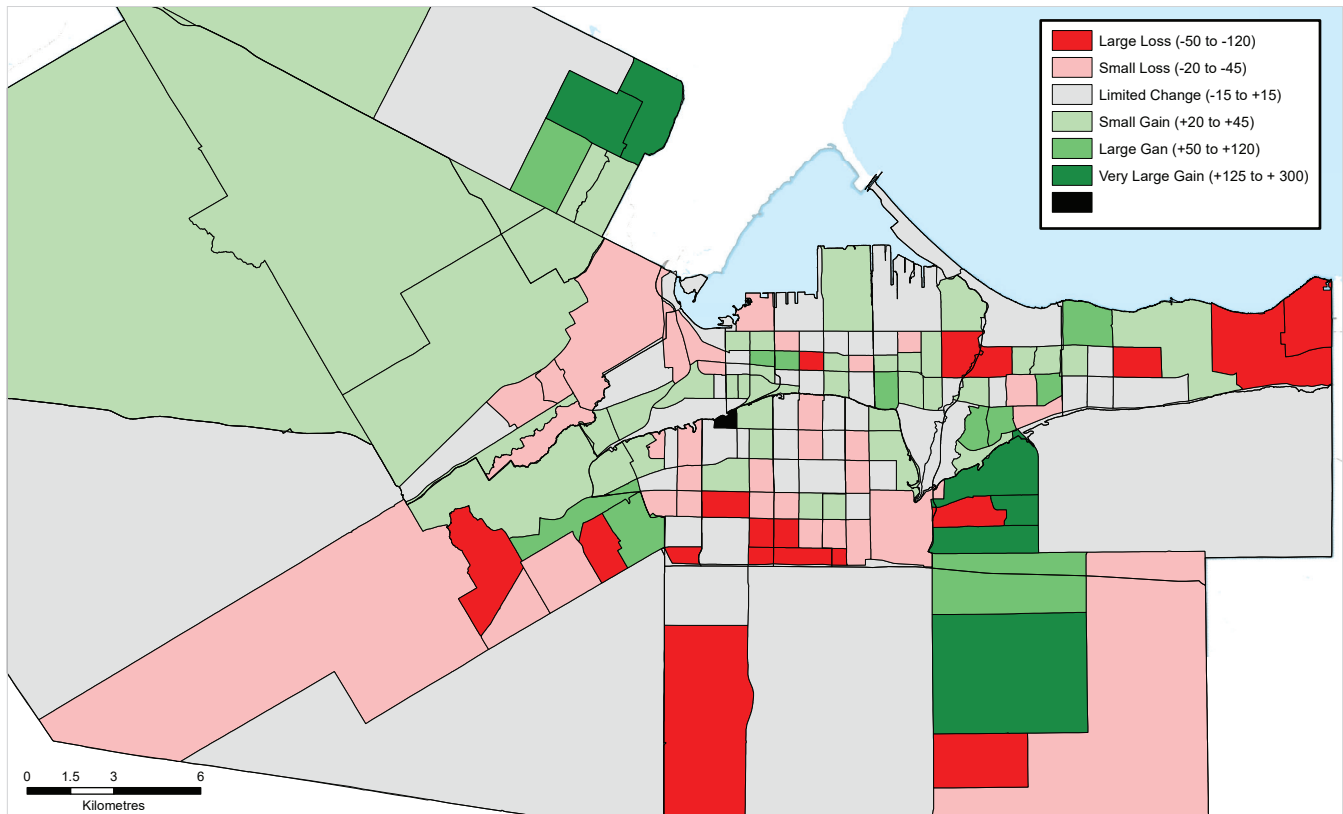 Large Loss (-50 to -120)
Small Loss (-20 to -45)
Limited Change (-15 to +15)
Small Gain (+20 to +45)
Large Gan (+50 to +120)
Very Large Gain (+125 to + 300)
0 1.5 3 6
Kilometres